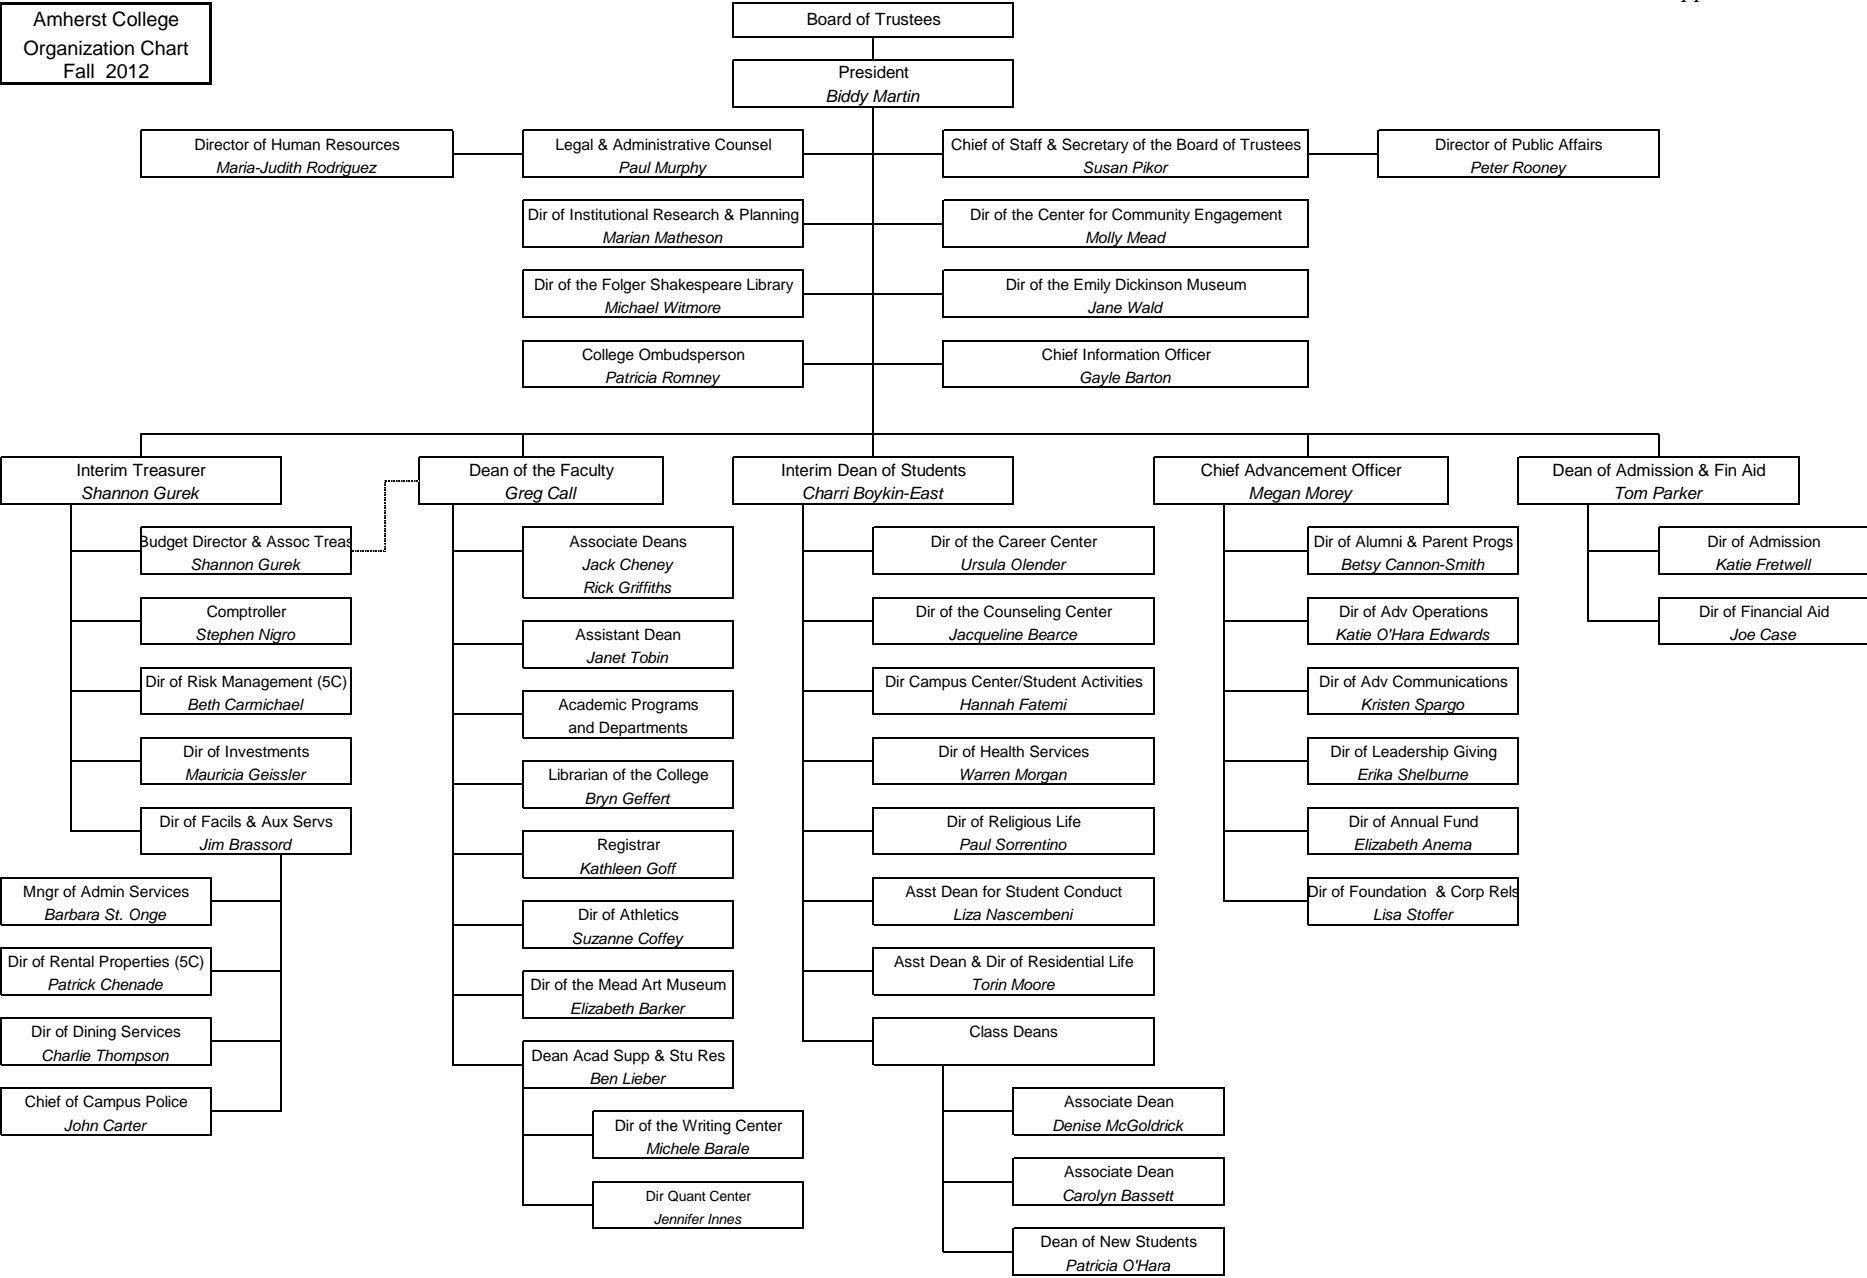 Amherst College
Organization Chart
Fall 2012
Board of Trustees
President
Biddy Martin
Director of Human Resources
Maria-Judith Rodriguez
Legal & Administrative Counsel
Paul Murphy
Chief of Staff & Secretary of the Board of Trustees
Susan Pikor
Director of Public Affairs
Peter Rooney
Dir of Institutional Research & Planning
Marian Matheson
Dir of the Center for Community Engagement
Molly Mead
Dir of the Folger Shakespeare Library
Michael Witmore
Dir of the Emily Dickinson Museum
Jane Wald
College Ombudsperson
Patricia Romney
Chief Information Officer
Gayle Barton
Interim Treasurer
Shannon Gurek
Budget Director & Assoc Treas
Shannon Gurek
Comptroller
Stephen Nigro
Dir of Risk Management (5C)
Beth Carmichael
Dir of Investments
Mauricia Geissler
Dir of Facils & Aux Servs
Jim Brassord
Mngr of Admin Services
Barbara St. Onge
Dir of Rental Properties (5C)
Patrick Chenade
Dir of Dining Services
Charlie Thompson
Chief of Campus Police
John Carter
Dean of the Faculty
Greg Call
Associate Deans
Jack Cheney
Rick Griffiths
Assistant Dean
Janet Tobin
Academic Programs
and Departments
Librarian of the College
Bryn Geffert
Registrar
Kathleen Goff
Dir of Athletics
Suzanne Coffey
Dir of the Mead Art Museum
Elizabeth Barker
Dean Acad Supp & Stu Res
Ben Lieber
Dir of the Writing Center
Michele Barale
Dir Quant Center
Jennifer Innes
Interim Dean of Students
Charri Boykin-East
Dir of the Career Center
Ursula Olender
Dir of the Counseling Center
Jacqueline Bearce
Dir Campus Center/Student Activities
Hannah Fatemi
Dir of Health Services
Warren Morgan
Dir of Religious Life
Paul Sorrentino
Asst Dean for Student Conduct
Liza Nascembeni
Asst Dean & Dir of Residential Life
Torin Moore
Class Deans
Associate Dean
Denise McGoldrick
Associate Dean
Carolyn Bassett
Dean of New Students
Patricia O'Hara
Chief Advancement Officer
Megan Morey
Dir of Alumni & Parent Progs
Betsy Cannon-Smith
Dir of Adv Operations
Katie O'Hara Edwards
Dir of Adv Communications
Kristen Spargo
Dir of Leadership Giving
Erika Shelburne
Dir of Annual Fund
Elizabeth Anema
Dir of Foundation & Corp Rels
Lisa Stoffer
Dean of Admission & Fin Aid
Tom Parker
Dir of Admission
Katie Fretwell
Dir of Financial Aid
Joe Case